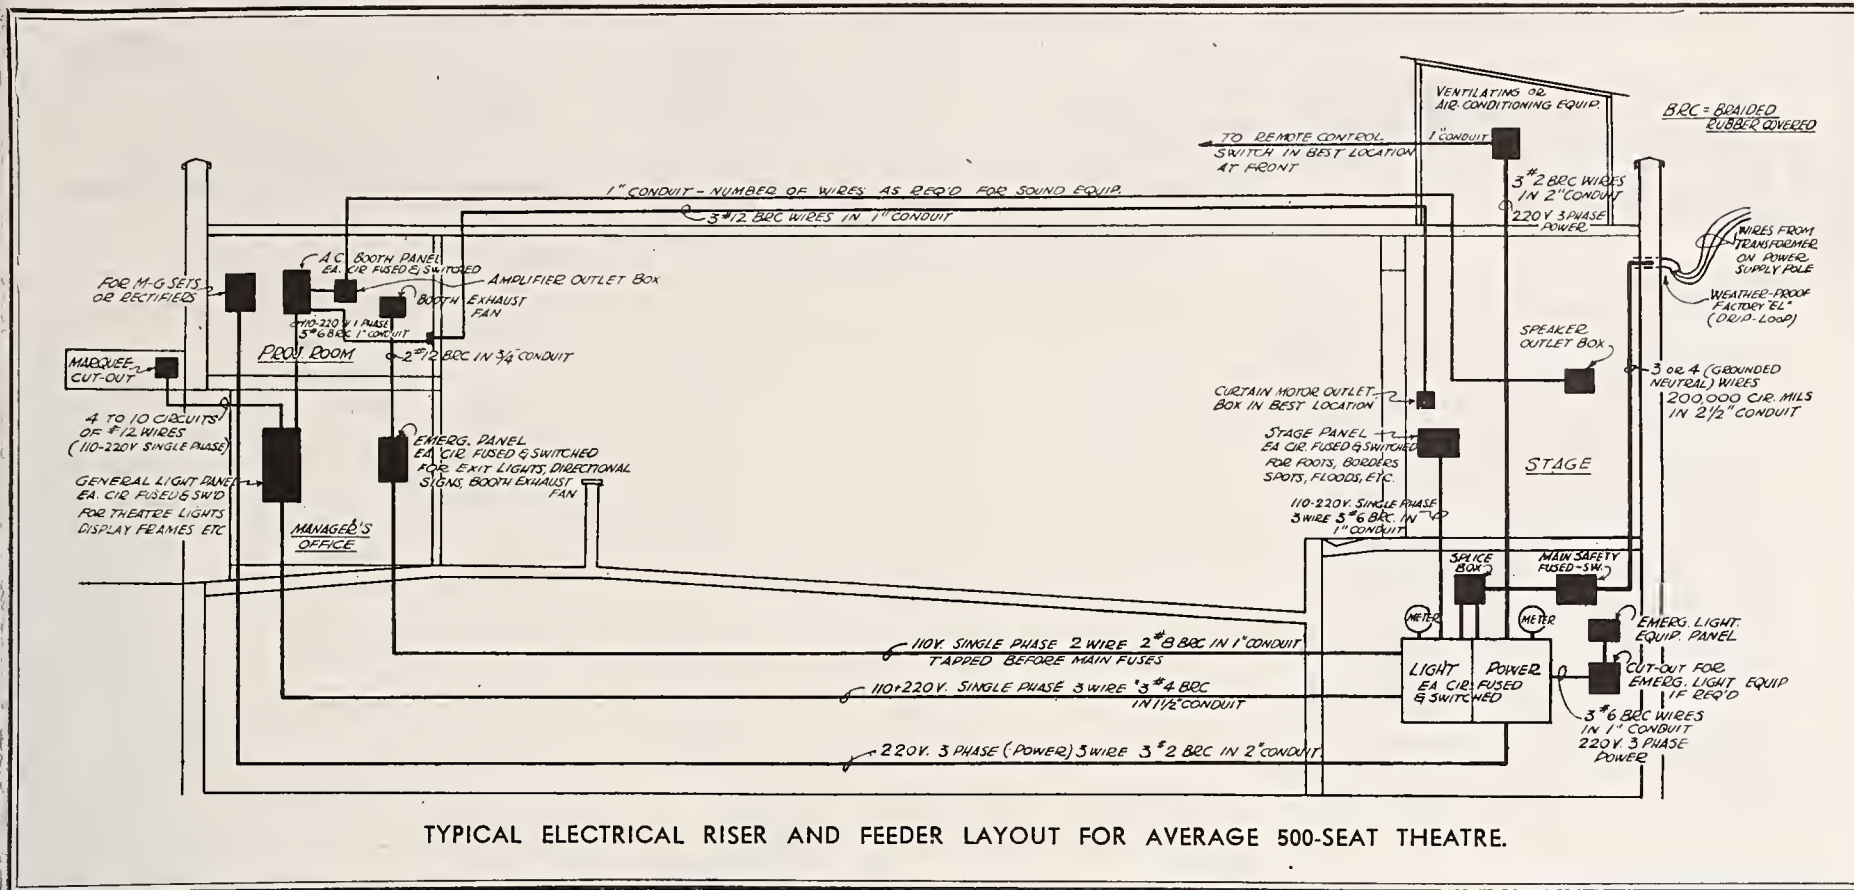 VENTILATING OR
AIR CONDITIONING EQUIP.
BRC = BRAIDED
RUBBER COVERED
TO REMOTE CONTROL
SWITCH IN BEST LOCATION
AT FRONT
1" CONDUIT
3 #2 BRC WIRES
IN 2" CONDUIT
220 V 3 PHASE
POWER
1" CONDUIT - NUMBER OF WIRES AS REQ'D FOR SOUND EQUIP.
3 #12 BRC WIRES IN 1" CONDUIT
WIRES FROM
TRANSFORMER
ON POWER
SUPPLY POLE
WEATHER-PROOF
FACTORY "EL"
(DRIP-LOOP)
A.C. BOOTH PANEL
EA. CIR FUSED & SWITCHED
FOR M-G SETS
OR RECTIFIERS
AMPLIFIER OUTLET BOX
BOOTH EXHAUST
FAN
110-220 V 1 PHASE
3 #6 BRC 1" CONDUIT
PROJ. ROOM
2 #12 BRC IN 3/4" CONDUIT
MARQUEE
CUT-OUT
SPEAKER
OUTLET BOX
3 OR 4 (GROUNDED
NEUTRAL) WIRES
200,000 CIR. MILS
IN 2 1/2" CONDUIT
CURTAIN MOTOR OUTLET
BOX IN BEST LOCATION
4 TO 10 CIRCUITS
OF #12 WIRES
(110-220V SINGLE PHASE)
EMERG. PANEL
EA. CIR FUSED & SWITCHED
FOR EXIT LIGHTS, DIRECTIONAL
SIGNS, BOOTH EXHAUST
FAN
STAGE PANEL
EA CIR. FUSED & SWITCHED
FOR FOOTS, BORDERS
SPOTS, FLOODS, ETC.
STAGE
GENERAL LIGHT PANEL
EA. CIR FUSED & SW'D
FOR THEATRE LIGHTS
DISPLAY FRAMES ETC
MANAGER'S
OFFICE
110-220V. SINGLE PHASE
3 WIRE 3 #6 BRC. IN
1" CONDUIT
SPLICE
BOX
MAIN SAFETY
FUSED-SW.
METER
METER
EMERG. LIGHT.
EQUIP. PANEL
110V. SINGLE PHASE 2 WIRE 2 #8 BRC IN 1" CONDUIT
TAPPED BEFORE MAIN FUSES
LIGHT POWER
EA CIR. FUSED
& SWITCHED
CUT-OUT FOR
EMERG. LIGHT EQUIP
IF REQ'D
110+220V. SINGLE PHASE 3 WIRE "3 #4 BRC
IN 1 1/2" CONDUIT
3 #6 BRC WIRES
IN 1" CONDUIT
220 V. 3 PHASE
POWER
220V. 3 PHASE (POWER) 3 WIRE 3 #2 BRC IN 2" CONDUIT
TYPICAL ELECTRICAL RISER AND FEEDER LAYOUT FOR AVERAGE 500-SEAT THEATRE.